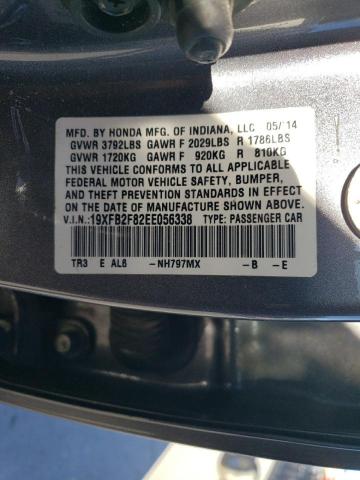 MFD. BY HONDA MFG. OF INDIANA, LLC 05/14
GVWR 3792LBS GAWR F 2029LBS R 1786LBS
GVWR 1720KG GAWR F 920KG R 810KG
THIS VEHICLE CONFORMS TO ALL APPLICABLE
FEDERAL MOTOR VEHICLE SAFETY, BUMPER,
AND THEFT PREVENTION STANDARDS IN EFFECT
ON THE DATE OF MANUFACTURE SHOWN ABOVE.
V.I.N.:19XFB2F82EE056338 TYPE: PASSENGER CAR
TR3 E AL6 -NH797MX -B -E